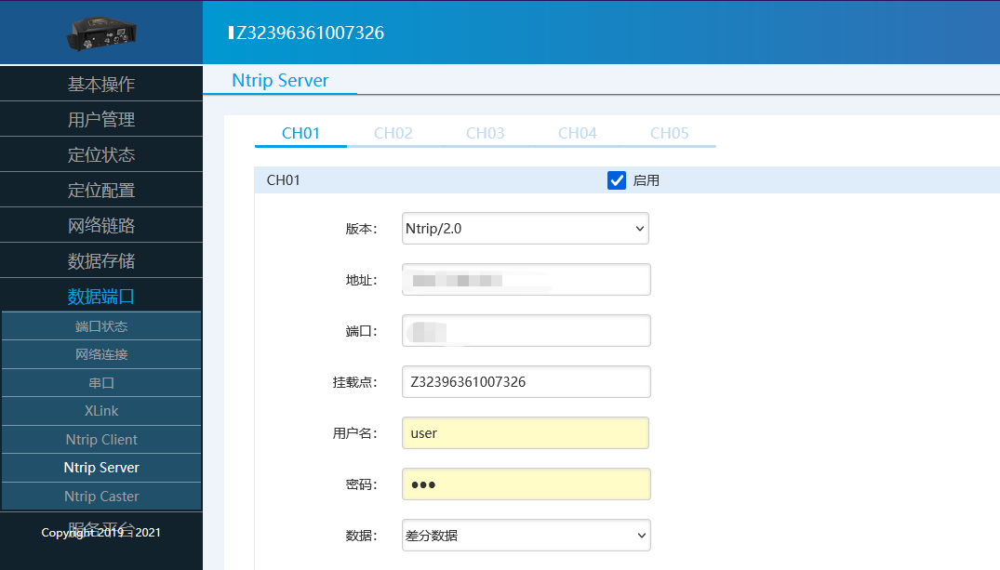 Z32396361007326
基本操作
用户管理
定位状态
定位配置
网络链路
数据存储
数据端口
端口状态
网络连接
串口
XLink
Ntrip Client
Ntrip Server
Ntrip Caster
服务平台
Copyright 2019 - 2021
Ntrip Server
CH01 CH02 CH03 CH04 CH05
CH01 启用
版本: Ntrip/2.0
地址:
端口:
挂载点: Z32396361007326
用户名: user
密码: ●●●
数据: 差分数据